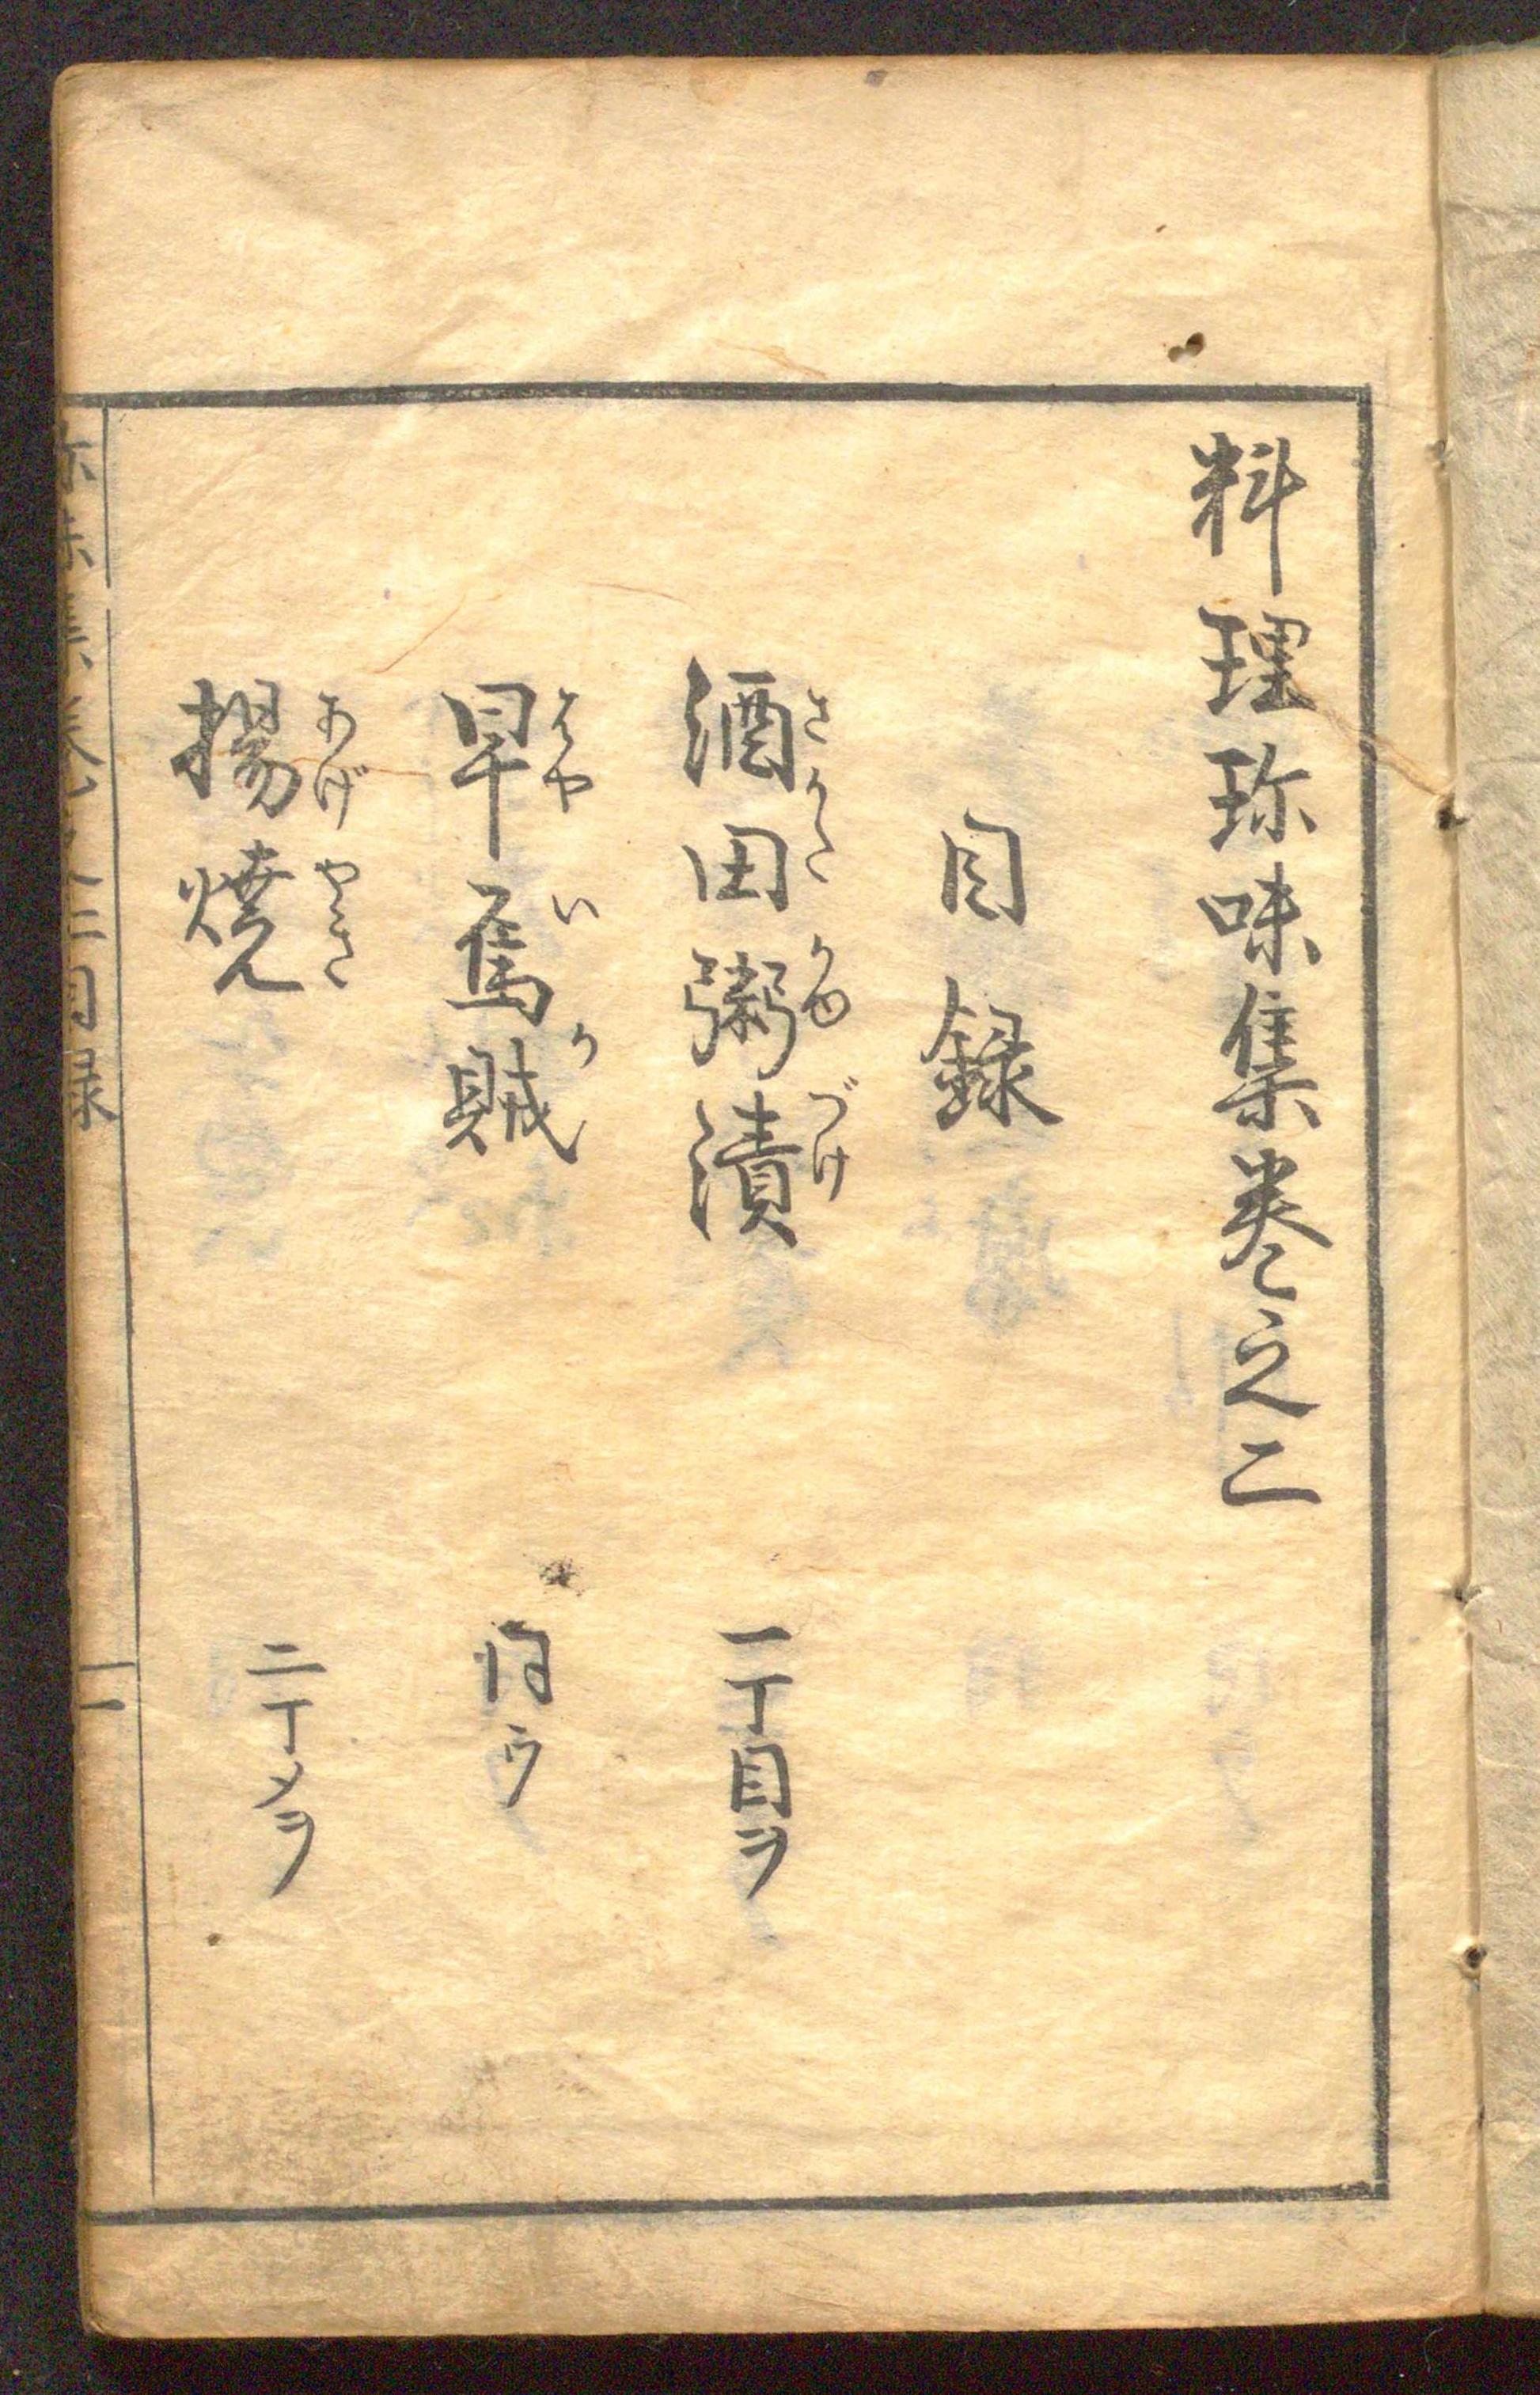 料理珎味集巻之二
目録
酒田粥漬 一丁目ヲ
さかた かゆ づけ
早烏賊 同ウ
はや いか
揚焼 二丁メヲ
あげ やき
味集巻之二目録 一